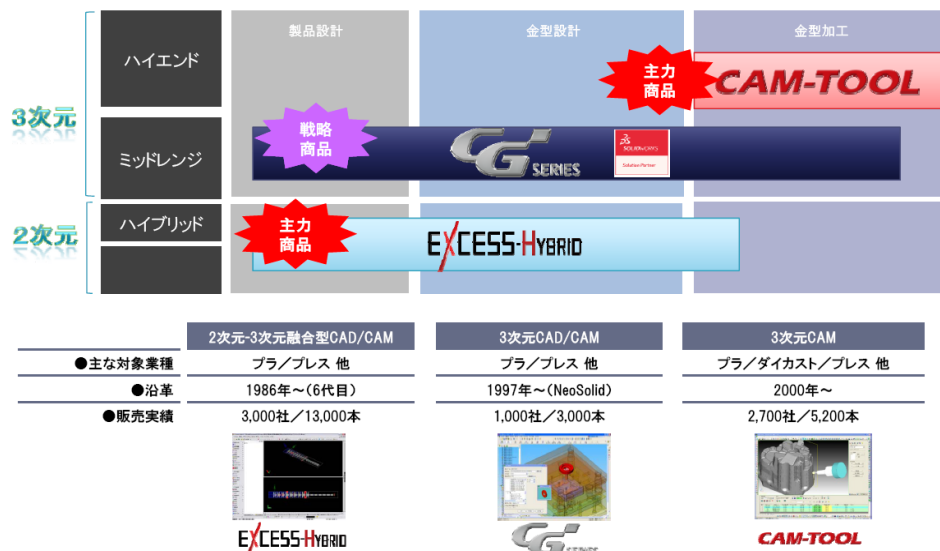 製品設計
金型設計
金型加工
ハイエンド
主力
商品
CAM-TOOL
3次元
戦略
商品
ミッドレンジ
CG SERIES
SOLIDWORKS
Solution Partner
ハイブリッド
2次元
主力
商品
EXCESS-HYBRID
2次元-3次元融合型CAD/CAM
3次元CAD/CAM
3次元CAM
●主な対象業種
プラ/プレス 他
プラ/プレス 他
プラ/ダイカスト/プレス 他
●沿革
1986年~(6代目)
1997年~(NeoSolid)
2000年~
●販売実績
3,000社/13,000本
1,000社/3,000本
2,700社/5,200本
EXCESS-HYBRID
CG SERIES
CAM-TOOL